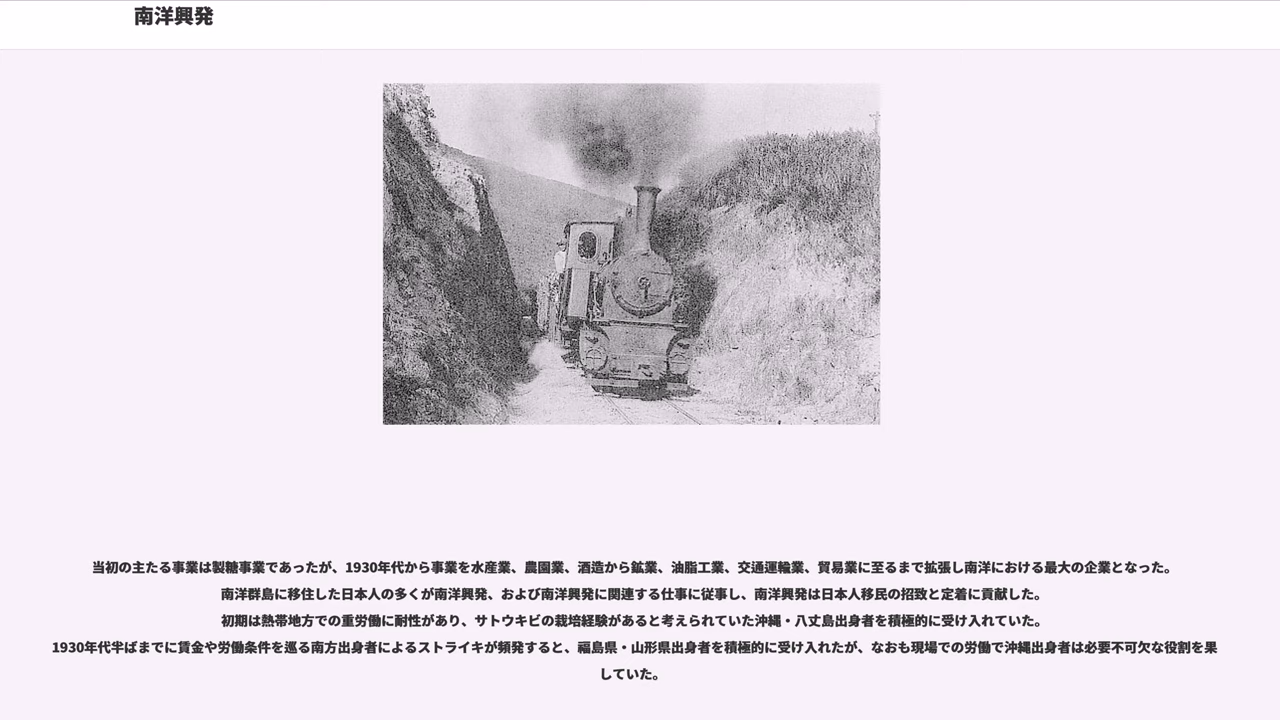 南洋興発
当初の主たる事業は製糖事業であったが、1930年代から事業を水産業、農園業、酒造から鉱業、油脂工業、交通運輸業、貿易業に至るまで拡張し南洋における最大の企業となった。
南洋群島に移住した日本人の多くが南洋興発、および南洋興発に関連する仕事に従事し、南洋興発は日本人移民の招致と定着に貢献した。
初期は熱帯地方での重労働に耐性があり、サトウキビの栽培経験があると考えられていた沖縄・八丈島出身者を積極的に受け入れていた。
1930年代半ばまでに賃金や労働条件を巡る南方出身者によるストライキが頻発すると、福島県・山形県出身者を積極的に受け入れたが、なおも現場での労働で沖縄出身者は必要不可欠な役割を果
していた。